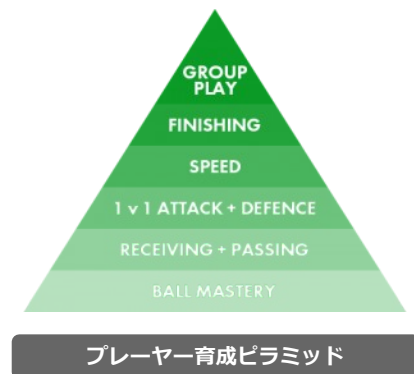 GROUP
PLAY
FINISHING
SPEED
1 v 1 ATTACK + DEFENCE
RECEIVING + PASSING
BALL MASTERY
プレーヤー育成ピラミッド